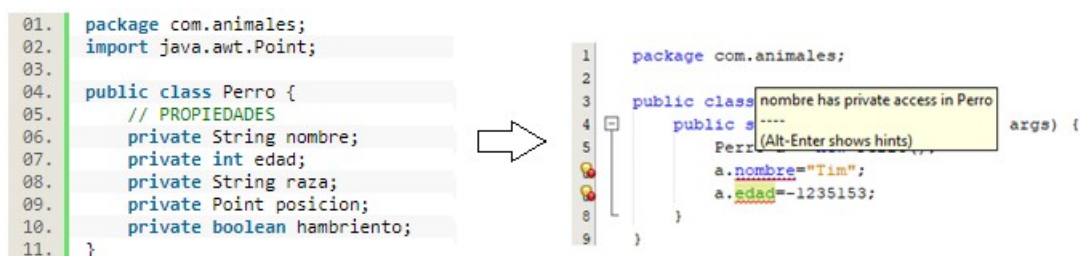 01. package com.animales;
02. import java.awt.Point;
03.
04. public class Perro {
05. // PROPIEDADES
06. private String nombre;
07. private int edad;
08. private String raza;
09. private Point posicion;
10. private boolean hambriento;
11. }
1 package com.animales;
2
3 public class
nombre has private access in Perro
----
(Alt-Enter shows hints)
4 public s args) {
5 Perro
a.nombre="Tim";
a.edad=-1235153;
8 }
9 }